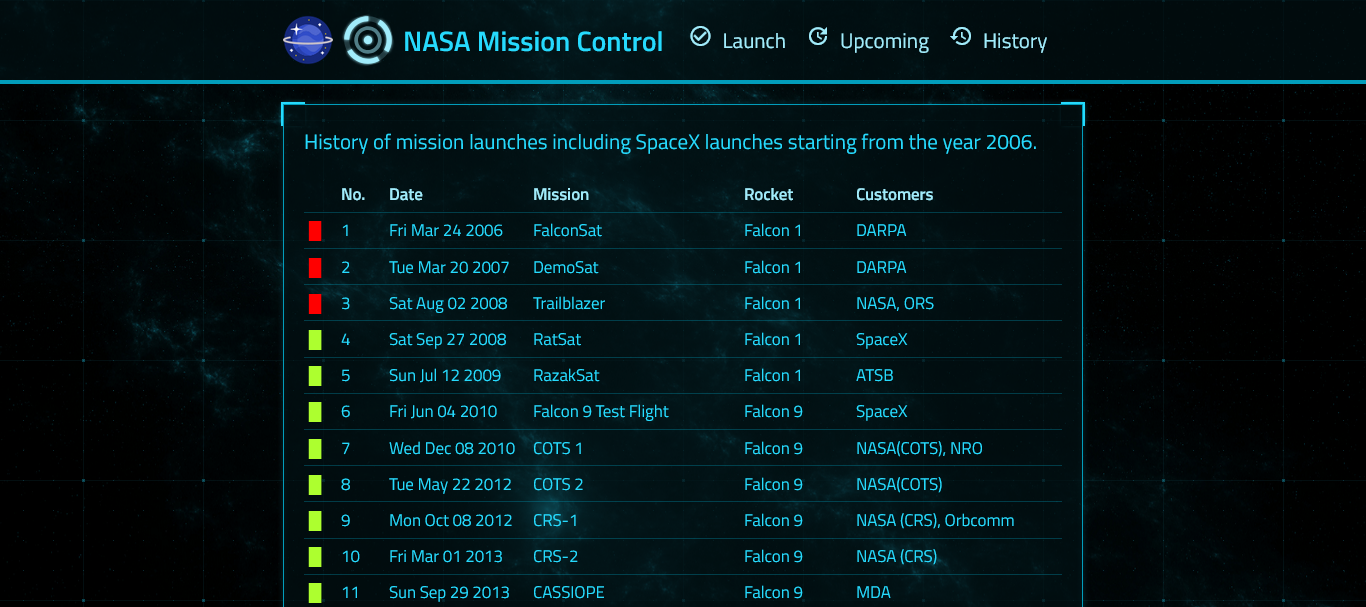 NASA Mission Control Launch Upcoming History
History of mission launches including SpaceX launches starting from the year 2006.
No. Date Mission Rocket Customers
1 Fri Mar 24 2006 FalconSat Falcon 1 DARPA
2 Tue Mar 20 2007 DemoSat Falcon 1 DARPA
3 Sat Aug 02 2008 Trailblazer Falcon 1 NASA, ORS
4 Sat Sep 27 2008 RatSat Falcon 1 SpaceX
5 Sun Jul 12 2009 RazakSat Falcon 1 ATSB
6 Fri Jun 04 2010 Falcon 9 Test Flight Falcon 9 SpaceX
7 Wed Dec 08 2010 COTS 1 Falcon 9 NASA(COTS), NRO
8 Tue May 22 2012 COTS 2 Falcon 9 NASA(COTS)
9 Mon Oct 08 2012 CRS-1 Falcon 9 NASA (CRS), Orbcomm
10 Fri Mar 01 2013 CRS-2 Falcon 9 NASA (CRS)
11 Sun Sep 29 2013 CASSIOPE Falcon 9 MDA